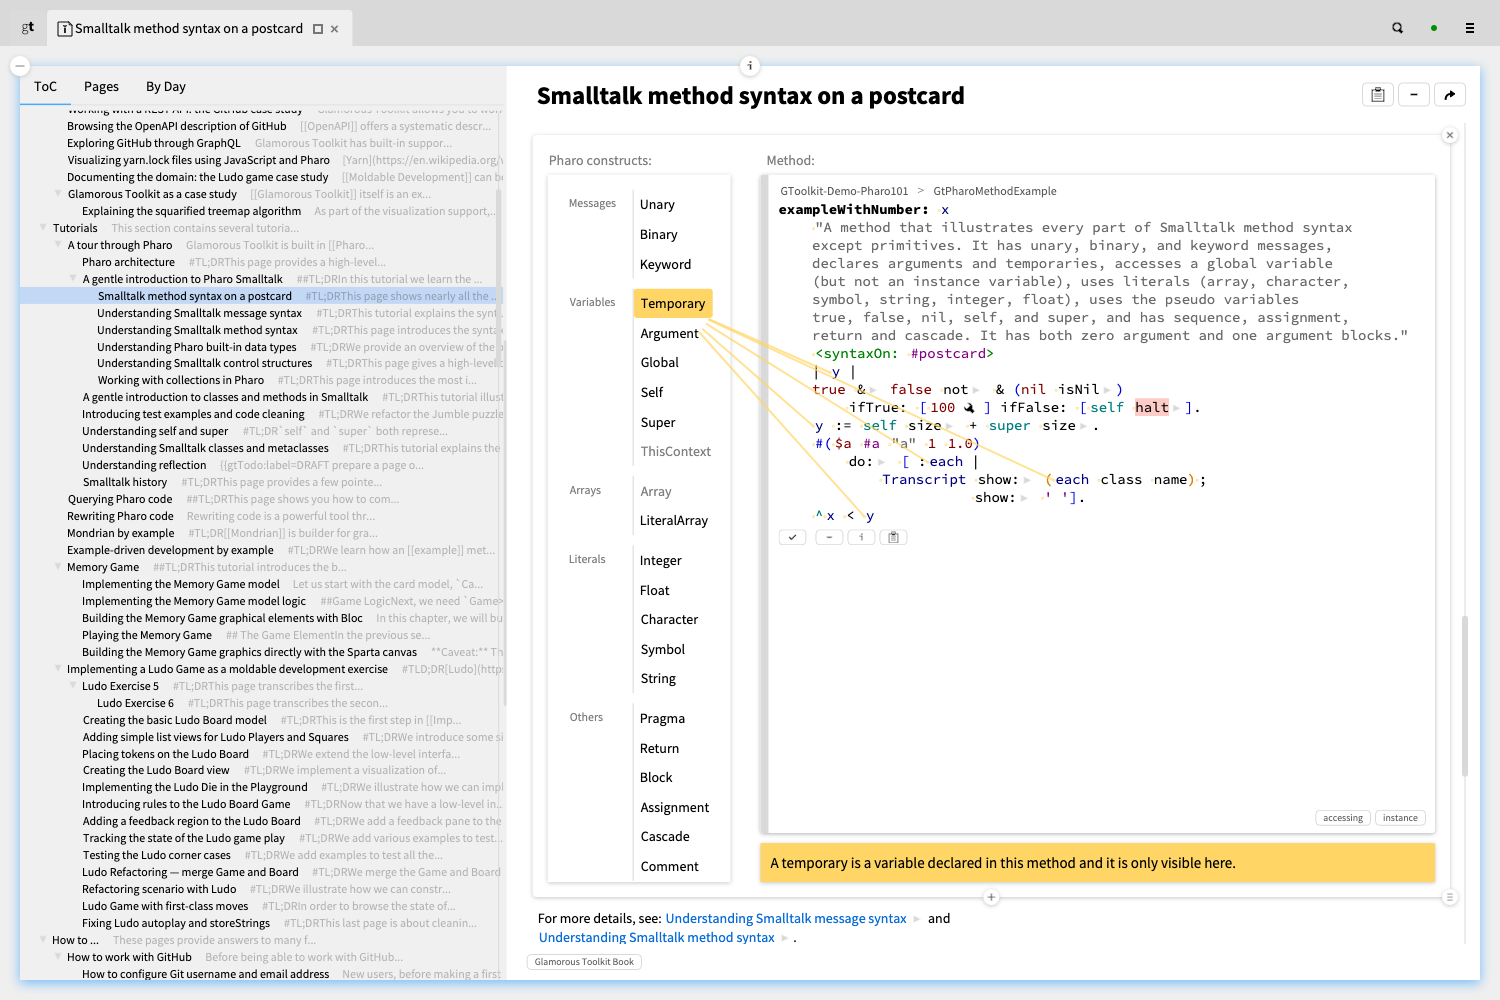 gt
Smalltalk method syntax on a postcard
ToC Pages By Day
Browsing the OpenAPI description of GitHub [[OpenAPI]] offers a systematic descr...
Exploring GitHub through GraphQL Glamorous Toolkit has built-in suppor...
Visualizing yarn.lock files using JavaScript and Pharo [Yarn](https://en.wikipedia.org/
Documenting the domain: the Ludo game case study [[Moldable Development]] can b
Glamorous Toolkit as a case study [[Glamorous Toolkit]] itself is an ex...
Explaining the squarified treemap algorithm As part of the visualization support,...
Tutorials This section contains several tutoria...
A tour through Pharo Glamorous Toolkit is built in [[Pharo...
Pharo architecture #TL;DRThis page provides a high-level...
A gentle introduction to Pharo Smalltalk ##TL;DRIn this tutorial we learn the ...
Smalltalk method syntax on a postcard #TL;DRThis page shows nearly all the ...
Understanding Smalltalk message syntax #TL;DRThis tutorial explains the synt
Understanding Smalltalk method syntax #TL;DRThis page introduces the synta
Understanding Pharo built-in data types #TL;DRWe provide an overview of the
Understanding Smalltalk control structures #TL;DRThis page gives a high-level
Working with collections in Pharo #TL;DRThis page introduces the most i...
A gentle introduction to classes and methods in Smalltalk #TL;DRThis tutorial illust
Introducing test examples and code cleaning #TL;DRWe refactor the Jumble puzzle
Understanding self and super #TL;DR`self` and `super` both represe...
Understanding Smalltalk classes and metaclasses #TL;DRThis tutorial explains the
Understanding reflection {{gtTodo:label=DRAFT prepare a page o...
Smalltalk history #TL;DRThis page provides a few pointe...
Querying Pharo code ##TL;DRThis page shows you how to com...
Rewriting Pharo code Rewriting code is a powerful tool thr...
Mondrian by example #TL;DR[[Mondrian]] is builder for gra...
Example-driven development by example #TL;DRWe learn how an [[example]] met...
Memory Game ##TL;DRThis tutorial introduces the b...
Implementing the Memory Game model Let us start with the card model, `Ca...
Implementing the Memory Game model logic ##Game LogicNext, we need `Game>
Building the Memory Game graphical elements with Bloc In this chapter, we will bu
Playing the Memory Game ## The Game ElementIn the previous se...
Building the Memory Game graphics directly with the Sparta canvas **Caveat:** Th
Implementing a Ludo Game as a moldable development exercise #TLD;DR[Ludo](http
Ludo Exercise 5 #TL;DRThis page transcribes the first...
Ludo Exercise 6 #TL;DRThis page transcribes the secon...
Creating the basic Ludo Board model #TL;DRThis is the first step in [[Imp...
Adding simple list views for Ludo Players and Squares #TL;DRWe introduce some si
Placing tokens on the Ludo Board #TL;DRWe extend the low-level interfa...
Creating the Ludo Board view #TL;DRWe implement a visualization of...
Implementing the Ludo Die in the Playground #TL;DRWe illustrate how we can impl
Introducing rules to the Ludo Board Game #TL;DRNow that we have a low-level in...
Adding a feedback region to the Ludo Board #TL;DRWe add a feedback pane to the
Tracking the state of the Ludo game play #TL;DRWe add various examples to test...
Testing the Ludo corner cases #TL;DRWe add examples to test all the...
Ludo Refactoring — merge Game and Board #TL;DRWe merge the Game and Board
Refactoring scenario with Ludo #TL;DRWe illustrate how we can constr...
Ludo Game with first-class moves #TL;DRIn order to browse the state of...
Fixing Ludo autoplay and storeStrings #TL;DRThis last page is about cleanin...
How to ... These pages provide answers to many f...
How to work with GitHub Before being able to work with GitHub...
How to configure Git username and email address New users, before making a first
Smalltalk method syntax on a postcard
Pharo constructs:
Messages
Unary
Binary
Keyword
Variables
Temporary
Argument
Global
Self
Super
ThisContext
Arrays
Array
LiteralArray
Literals
Integer
Float
Character
Symbol
String
Others
Pragma
Return
Block
Assignment
Cascade
Comment
Method:
GToolkit-Demo-Pharo101 > GtPharoMethodExample
exampleWithNumber: x
"A method that illustrates every part of Smalltalk method syntax
except primitives. It has unary, binary, and keyword messages,
declares arguments and temporaries, accesses a global variable
(but not an instance variable), uses literals (array, character,
symbol, string, integer, float), uses the pseudo variables
true, false, nil, self, and super, and has sequence, assignment,
return and cascade. It has both zero argument and one argument blocks."
<syntaxOn: #postcard>
| y |
true & false not & (nil isNil)
ifTrue: [100 ] ifFalse: [self halt].
y := self size + super size.
#($a #a "a" 1 1.0)
do: [ :each |
Transcript show: (each class name);
show: ' '].
^x < y
accessing instance
A temporary is a variable declared in this method and it is only visible here.
For more details, see: Understanding Smalltalk message syntax and
Understanding Smalltalk method syntax .
Glamorous Toolkit Book